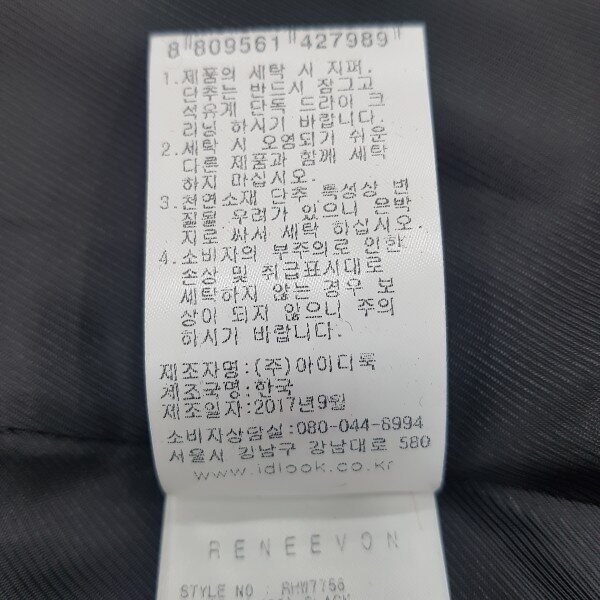 8 809561 427989
1.제품의 세탁 시 지퍼.
단추는 반드시 잠그고
석유계 단독 드라이 크
리닝 하시기 바랍니다.
2.세탁 시 오염되기 쉬운
다른 제품과 함께 세탁
하지 마십시오.
3.천연소재 단추 특성상 변
질될 우려가 있으니 은박
지로 싸서 세탁 하십시오.
4.소비자의 부주의로 인한
손상 및 취급표시대로
세탁하지 않는 경우 보
상이 되지 않으니 주의
하시기 바랍니다.
제조자명:(주)아이디룩
제조국명:한국
제조일자:2017년9월
소비자상담실:080-044-6994
서울시 강남구 강남대로 580
www.idlook.co.kr
RENEEVON
STYLE NO : RHW7756